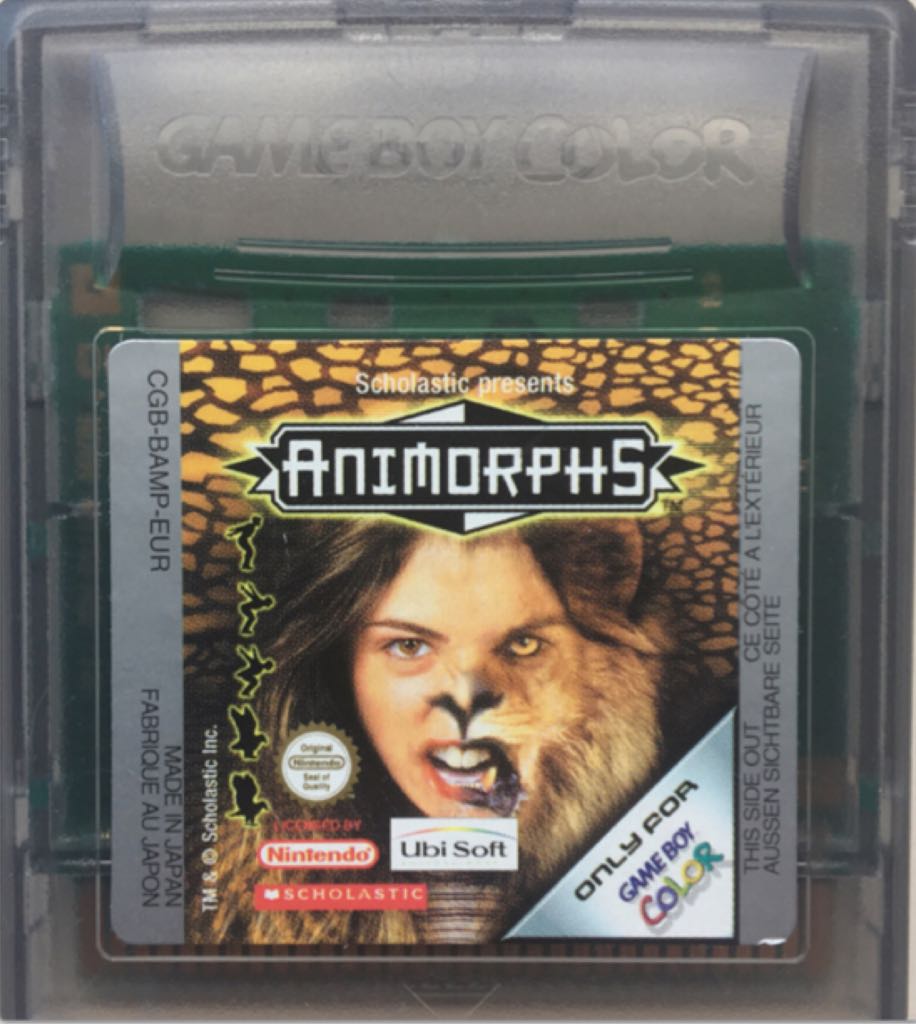 GAME BOY COLOR
CGB-BAMP-EUR
MADE IN JAPAN
FABRIQUE AU JAPON
Scholastic presents
ANIMORPHS
TM
TM & © Scholastic Inc.
Original
Nintendo
Seal of
Quality
LICENSED BY
Nintendo®
SCHOLASTIC
Ubi Soft
ONLY FOR
GAME BOY
COLOR
THIS SIDE OUT CE COTÉ A L'EXTÉRIEUR
AUSSEN SICHTBARE SEITE